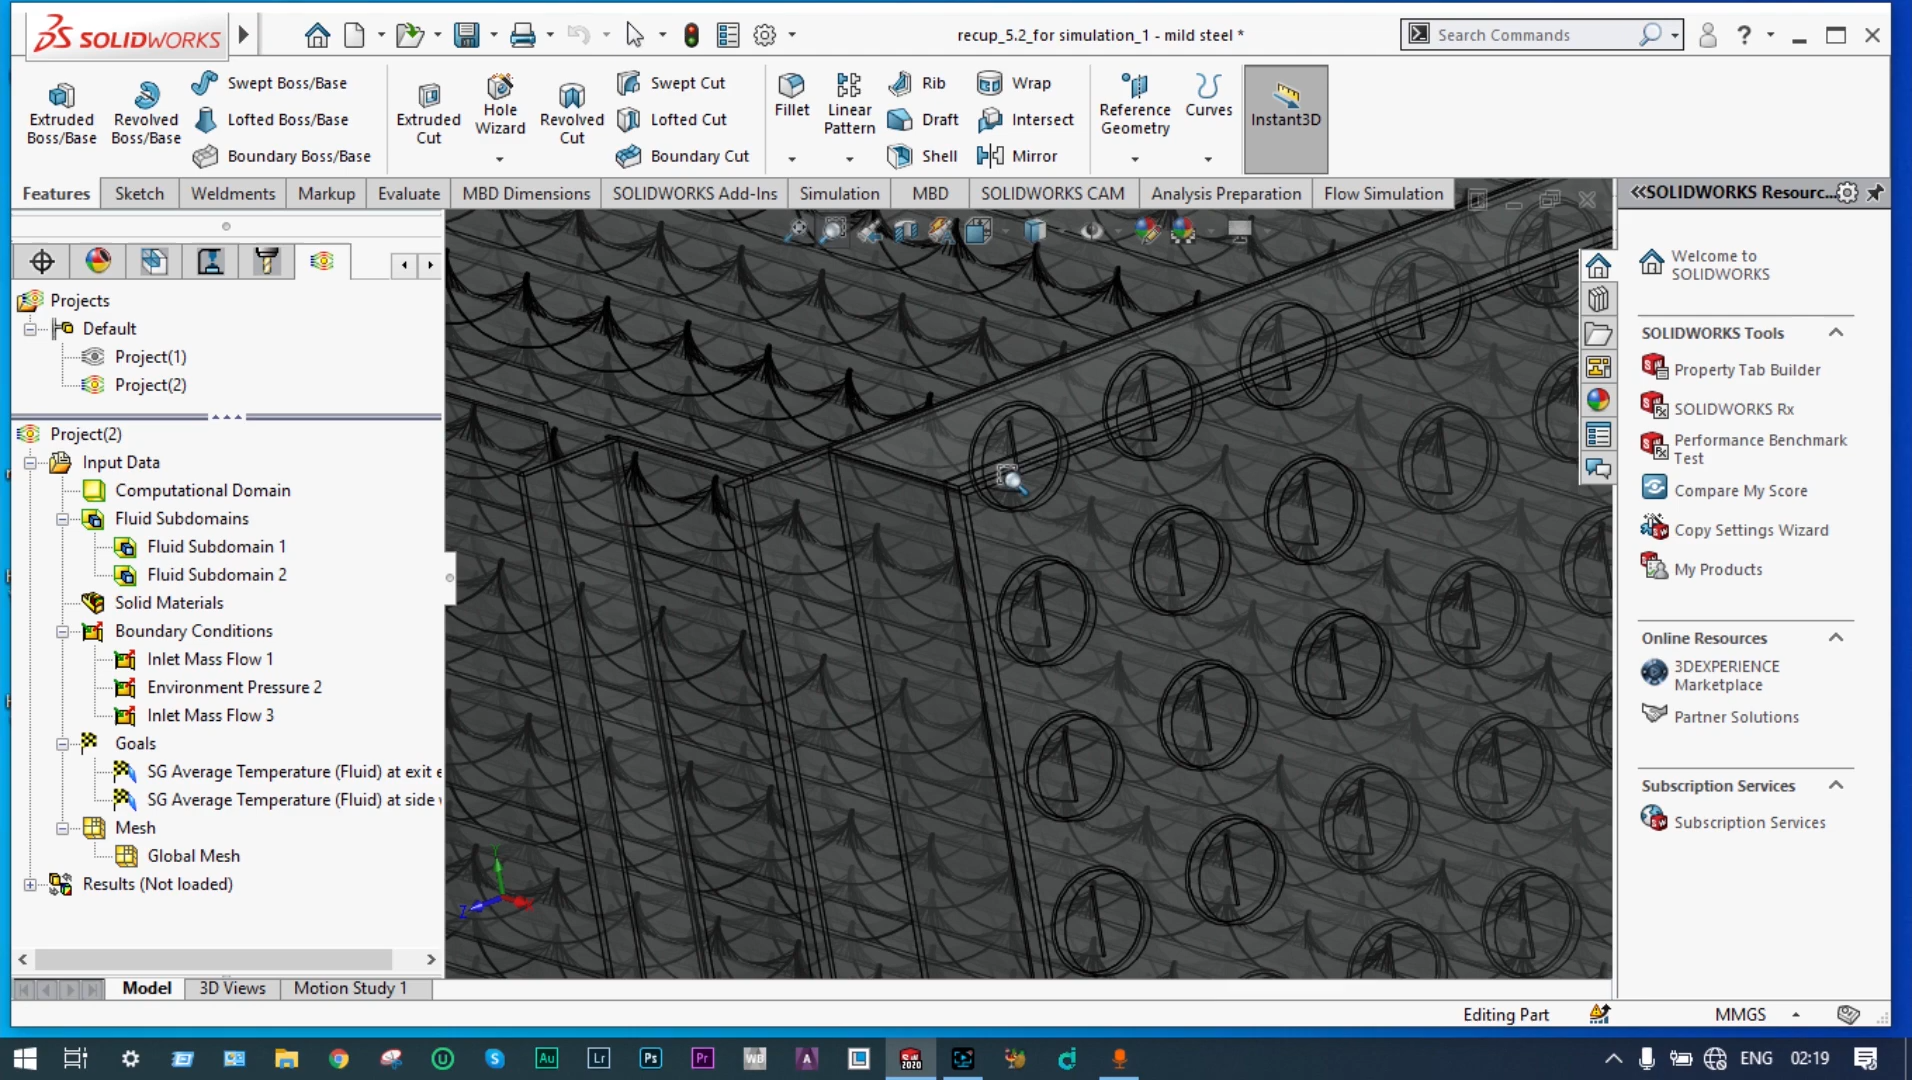 SOLIDWORKS
recup_5.2_for simulation_1 - mild steel *
Search Commands
?
Extruded Boss/Base
Revolved Boss/Base
Swept Boss/Base
Lofted Boss/Base
Boundary Boss/Base
Extruded Cut
Hole Wizard
Revolved Cut
Swept Cut
Lofted Cut
Boundary Cut
Fillet
Linear Pattern
Rib
Draft
Shell
Wrap
Intersect
Mirror
Reference Geometry
Curves
Instant3D
Features
Sketch
Weldments
Markup
Evaluate
MBD Dimensions
SOLIDWORKS Add-Ins
Simulation
MBD
SOLIDWORKS CAM
Analysis Preparation
Flow Simulation
Projects
Default
Project(1)
Project(2)
Project(2)
Input Data
Computational Domain
Fluid Subdomains
Fluid Subdomain 1
Fluid Subdomain 2
Solid Materials
Boundary Conditions
Inlet Mass Flow 1
Environment Pressure 2
Inlet Mass Flow 3
Goals
SG Average Temperature (Fluid) at exit
SG Average Temperature (Fluid) at side
Mesh
Global Mesh
Results (Not loaded)
Y
Z
Model
3D Views
Motion Study 1
SOLIDWORKS Resourc...
Welcome to
SOLIDWORKS
SOLIDWORKS Tools
Property Tab Builder
SOLIDWORKS Rx
Performance Benchmark
Test
Compare My Score
Copy Settings Wizard
My Products
Online Resources
3DEXPERIENCE
Marketplace
Partner Solutions
Subscription Services
Subscription Services
Editing Part
MMGS
Au
Lr
Ps
Pr
WB
A
SW
2020
ENG
02:19